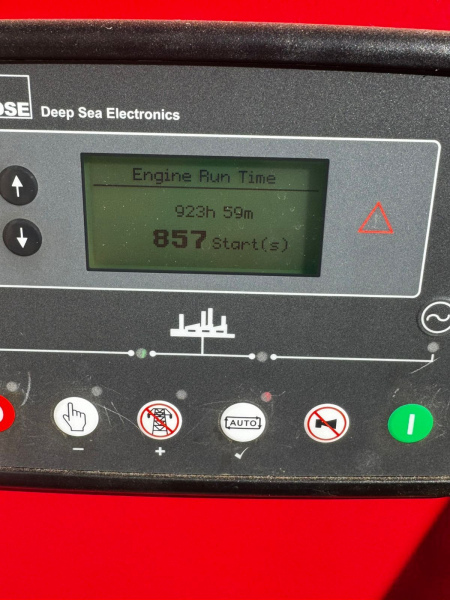 DSE Deep Sea Electronics
Engine Run Time
923h 59m
857 Start(s)
AUTO
- + ✓
I